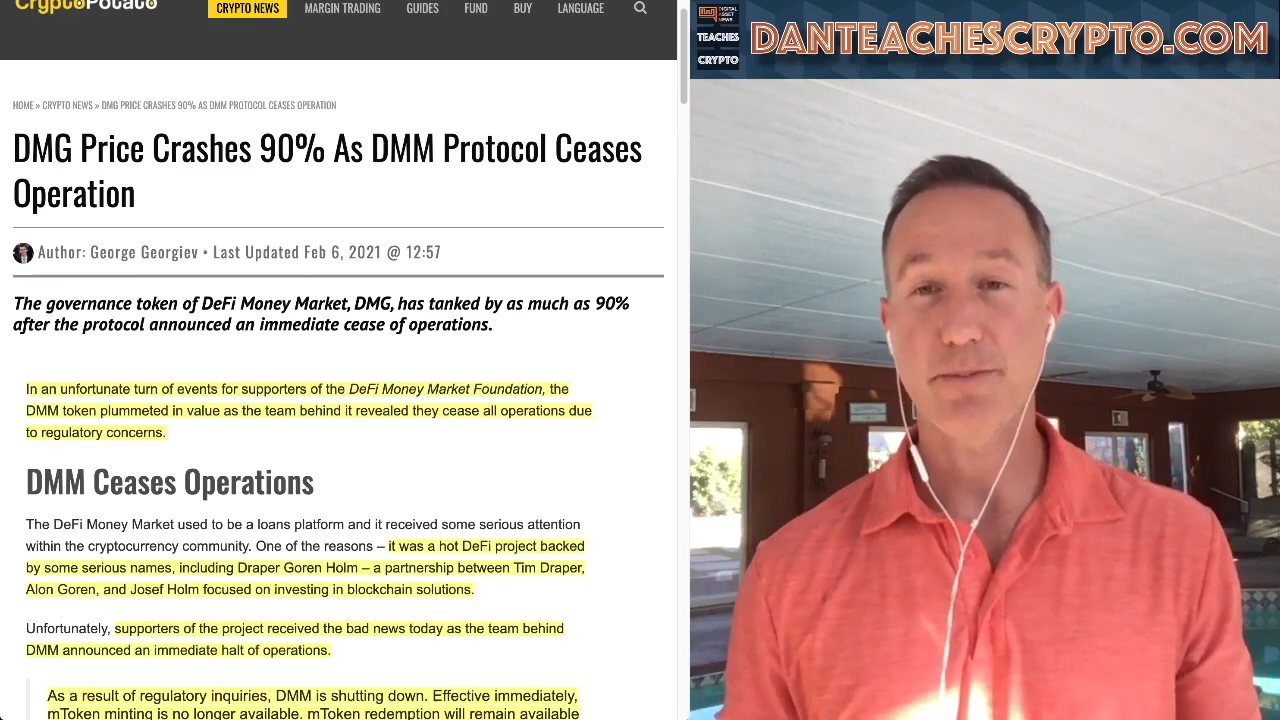 CryptoPotato
CRYPTO NEWS
MARGIN TRADING
GUIDES
FUND
BUY
LANGUAGE
HOME » CRYPTO NEWS » DMG PRICE CRASHES 90% AS DMM PROTOCOL CEASES OPERATION
DMG Price Crashes 90% As DMM Protocol Ceases
Operation
Author: George Georgiev • Last Updated Feb 6, 2021 @ 12:57
The governance token of DeFi Money Market, DMG, has tanked by as much as 90%
after the protocol announced an immediate cease of operations.
In an unfortunate turn of events for supporters of the DeFi Money Market Foundation, the
DMM token plummeted in value as the team behind it revealed they cease all operations due
to regulatory concerns.
DMM Ceases Operations
The DeFi Money Market used to be a loans platform and it received some serious attention
within the cryptocurrency community. One of the reasons – it was a hot DeFi project backed
by some serious names, including Draper Goren Holm – a partnership between Tim Draper,
Alon Goren, and Josef Holm focused on investing in blockchain solutions.
Unfortunately, supporters of the project received the bad news today as the team behind
DMM announced an immediate halt of operations.
As a result of regulatory inquiries, DMM is shutting down. Effective immediately,
mToken minting is no longer available. mToken redemption will remain available
DIGITAL
ASSET
NEWS
TEACHES
CRYPTO
DANTEACHESCRYPTO.COM